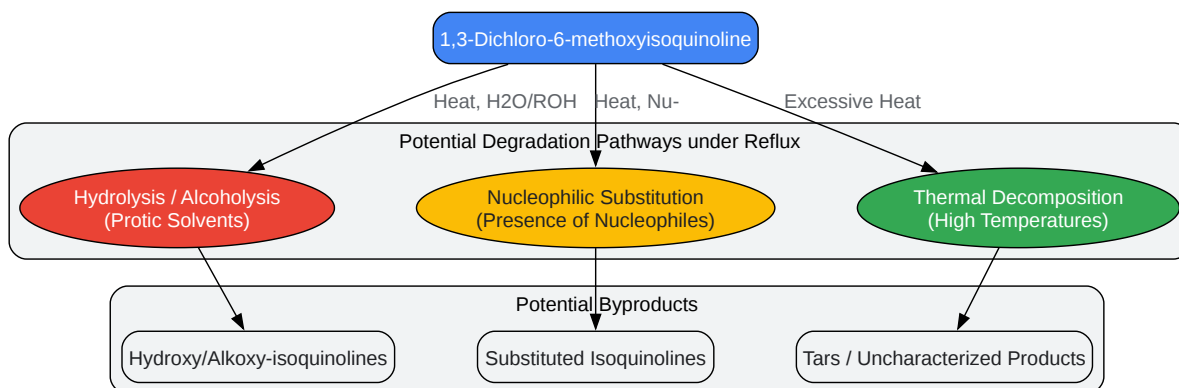 1,3-Dichloro-6-methoxyisoquinoline
Heat, H2O/ROH
Heat, Nu-
Excessive Heat
Potential Degradation Pathways under Reflux
Hydrolysis / Alcoholysis
(Protic Solvents)
Nucleophilic Substitution
(Presence of Nucleophiles)
Thermal Decomposition
(High Temperatures)
Potential Byproducts
Hydroxy/Alkoxy-isoquinolines
Substituted Isoquinolines
Tars / Uncharacterized Products